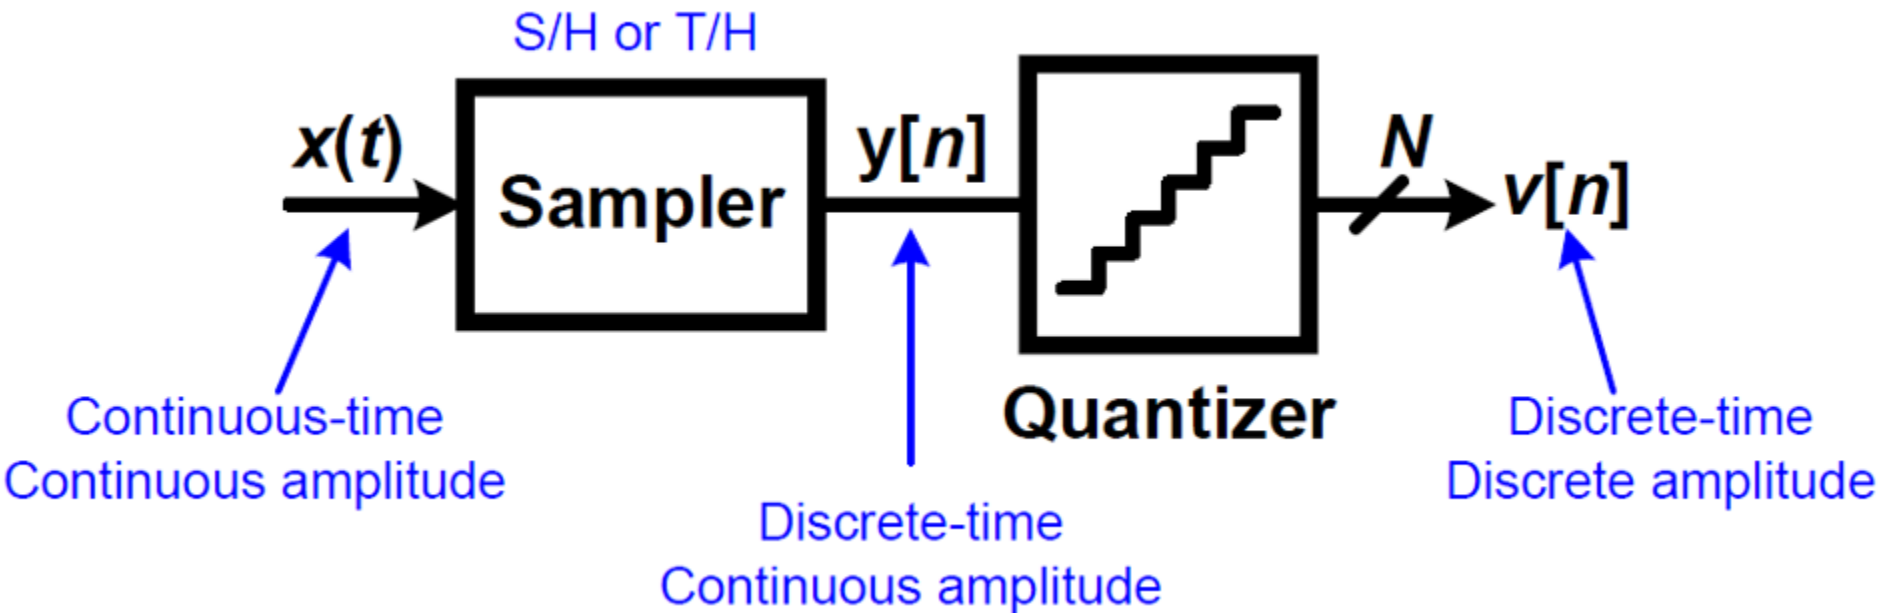 S/H or T/H
x(t)
Sampler
y[n]
N
v[n]
Quantizer
Continuous-time
Continuous amplitude
Discrete-time
Continuous amplitude
Discrete-time
Discrete amplitude